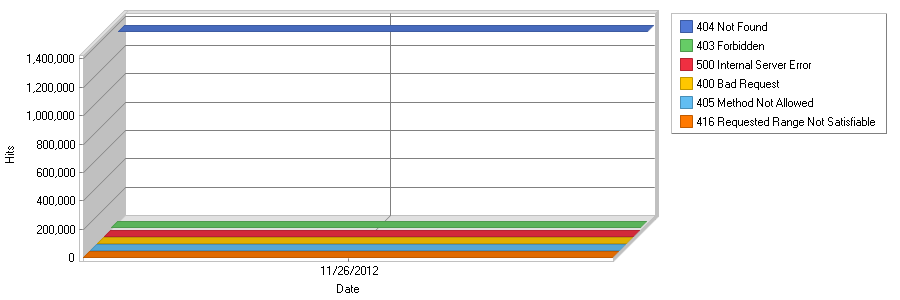 1,400,000
1,200,000
1,000,000
800,000
600,000
400,000
200,000
0
Hits
11/26/2012
Date
404 Not Found
403 Forbidden
500 Internal Server Error
400 Bad Request
405 Method Not Allowed
416 Requested Range Not Satisfiable